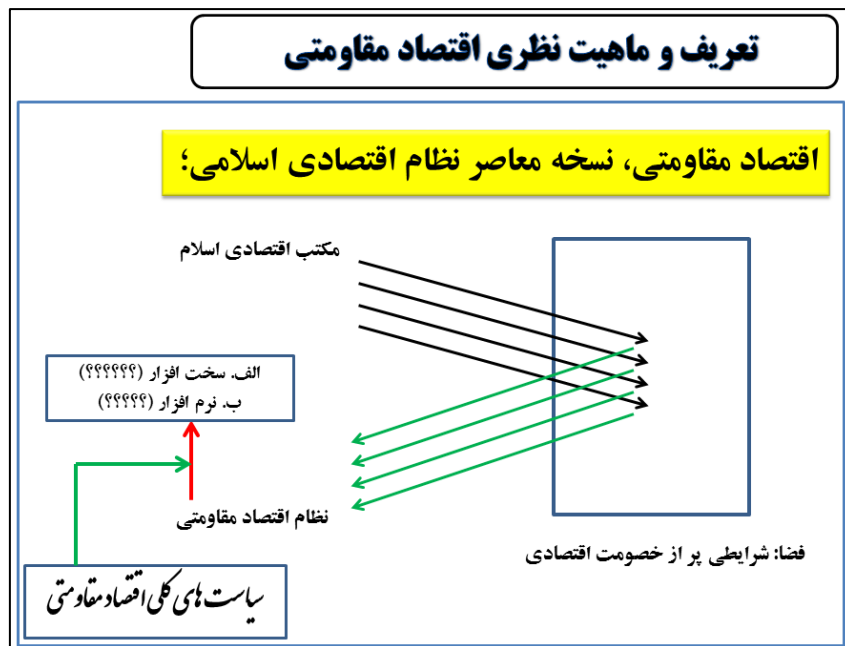 تعریف و ماهیت نظری اقتصاد مقاومتی
اقتصاد مقاومتی، نسخه معاصر نظام اقتصادی اسلامی؛
مکتب اقتصادی اسلام
الف. سخت افزار (؟؟؟؟؟؟)
ب. نرم افزار (؟؟؟؟؟)
نظام اقتصاد مقاومتی
فضا: شرایطی پر از خصومت اقتصادی
سیاست های کلی اقتصاد مقاومتی